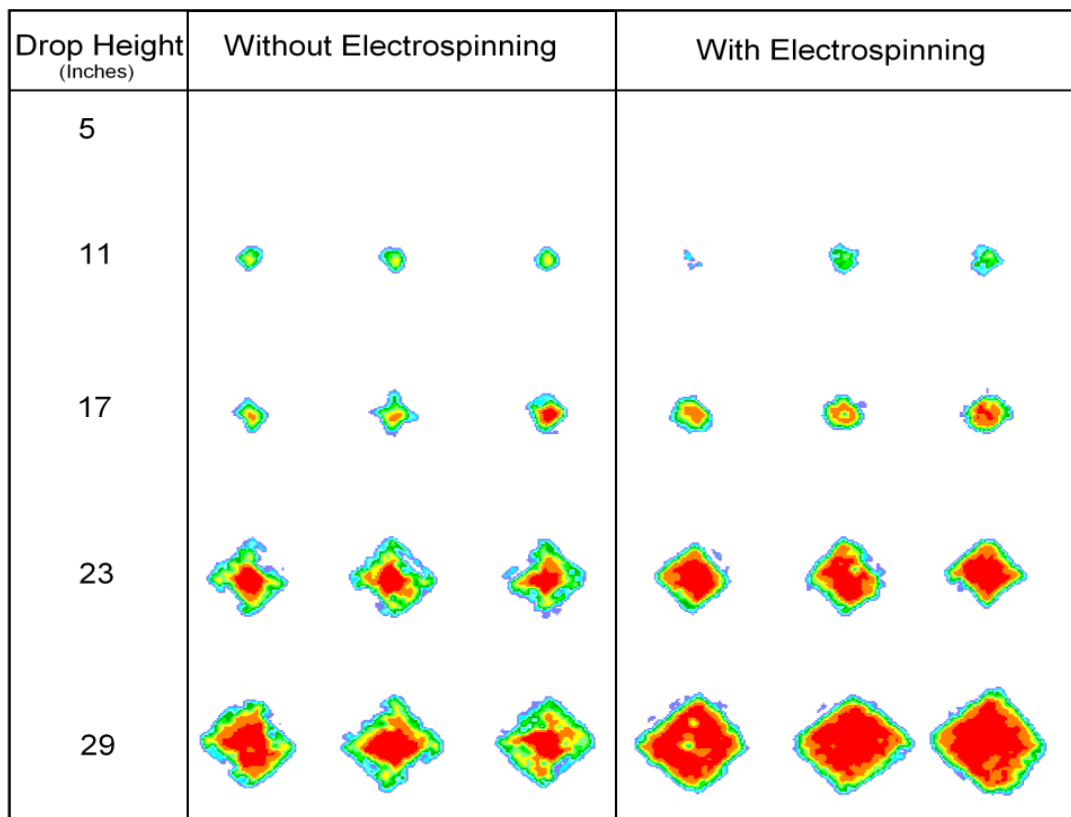 Drop Height
(Inches)
Without Electrospinning
With Electrospinning
5
11
17
23
29